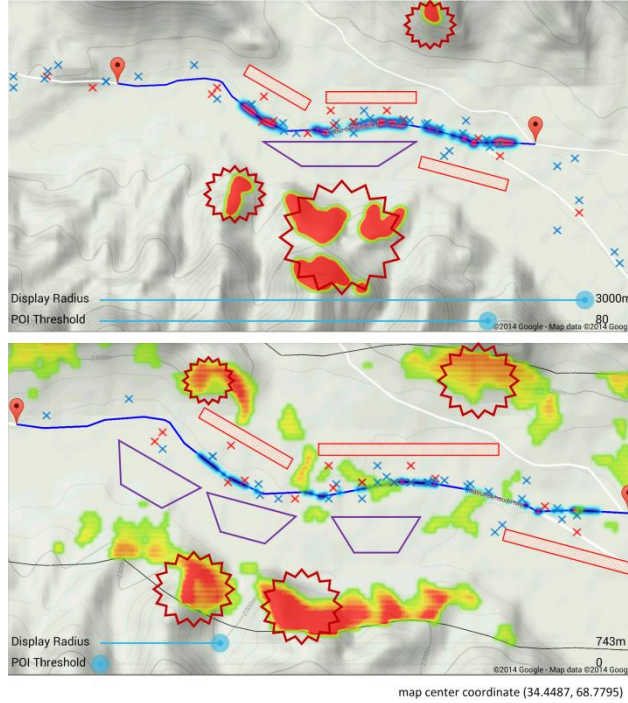 Display Radius
3000m
POI Threshold
80
©2014 Google - Map data ©2014 Goog
Display Radius
743m
POI Threshold
0
©2014 Google - Map data ©2014 Goog
map center coordinate (34.4487, 68.7795)